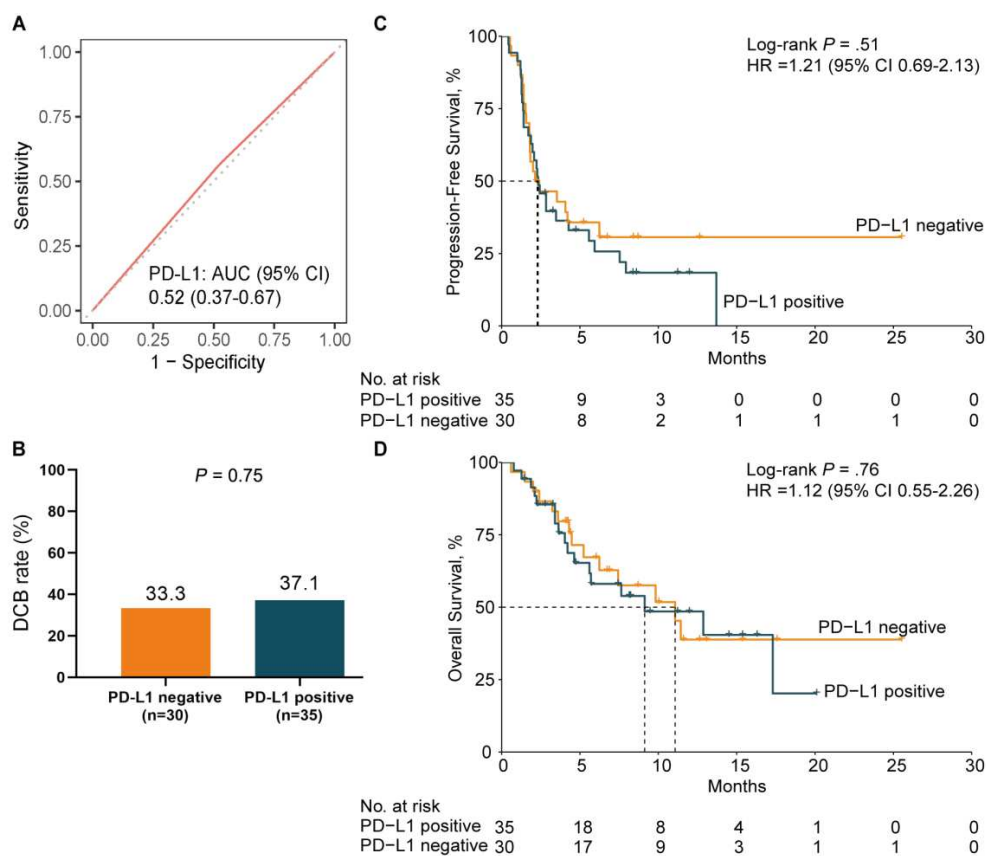 A
Sensitivity
1.00
0.75
0.50
0.25
0.00
PD-L1: AUC (95% CI)
0.52 (0.37-0.67)
0.00 0.25 0.50 0.75 1.00
1 − Specificity
B
DCB rate (%)
100
80
60
40
20
0
P = 0.75
33.3
37.1
PD-L1 negative
(n=30)
PD-L1 positive
(n=35)
C
Progression-Free Survival, %
100
75
50
25
0
Log-rank P = .51
HR =1.21 (95% CI 0.69-2.13)
PD−L1 negative
PD−L1 positive
0 5 10 15 20 25 30
Months
No. at risk
PD−L1 positive 35 9 3 0 0 0 0
PD−L1 negative 30 8 2 1 1 1 0
D
Overall Survival, %
100
75
50
25
0
Log-rank P = .76
HR =1.12 (95% CI 0.55-2.26)
PD−L1 negative
PD−L1 positive
0 5 10 15 20 25 30
Months
No. at risk
PD−L1 positive 35 18 8 4 1 0 0
PD−L1 negative 30 17 9 3 1 1 0